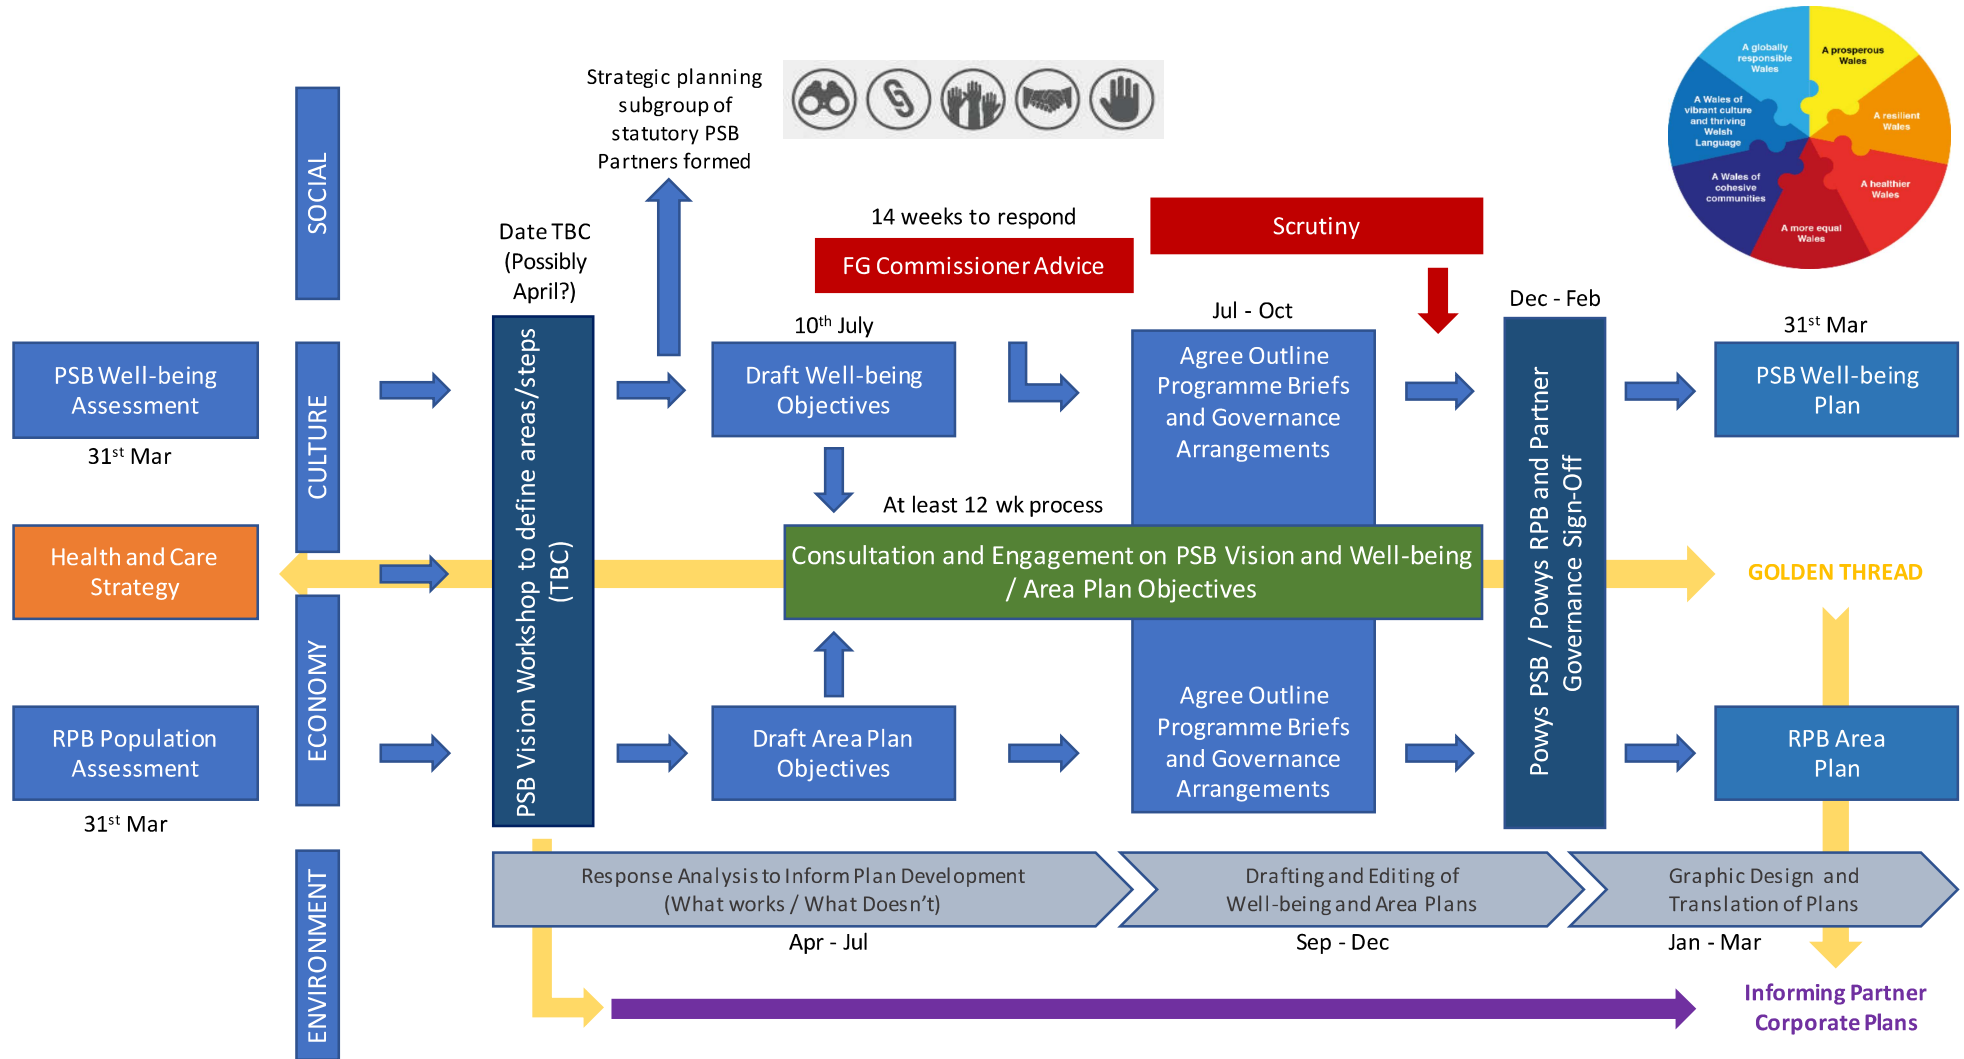 Strategic planning
subgroup of
statutory PSB
Partners formed
A globally
responsible
Wales
A prosperous
Wales
A resilient
Wales
A healthier
Wales
A more equal
Wales
A Wales of
cohesive
communities
A Wales of
vibrant culture
and thriving
Welsh
Language
SOCIAL
CULTURE
ECONOMY
ENVIRONMENT
Date TBC
(Possibly
April?)
14 weeks to respond
FG Commissioner Advice
Scrutiny
10th July
Jul - Oct
Dec - Feb
31st Mar
PSB Well-being
Assessment
31st Mar
PSB Vision Workshop to define areas/steps
(TBC)
Draft Well-being
Objectives
Agree Outline
Programme Briefs
and Governance
Arrangements
Powys PSB / Powys RPB and Partner
Governance Sign-Off
PSB Well-being
Plan
At least 12 wk process
Health and Care
Strategy
Consultation and Engagement on PSB Vision and Well-being
/ Area Plan Objectives
GOLDEN THREAD
RPB Population
Assessment
31st Mar
Draft Area Plan
Objectives
Agree Outline
Programme Briefs
and Governance
Arrangements
RPB Area
Plan
Response Analysis to Inform Plan Development
(What works / What Doesn’t)
Apr - Jul
Drafting and Editing of
Well-being and Area Plans
Sep - Dec
Graphic Design and
Translation of Plans
Jan - Mar
Informing Partner
Corporate Plans